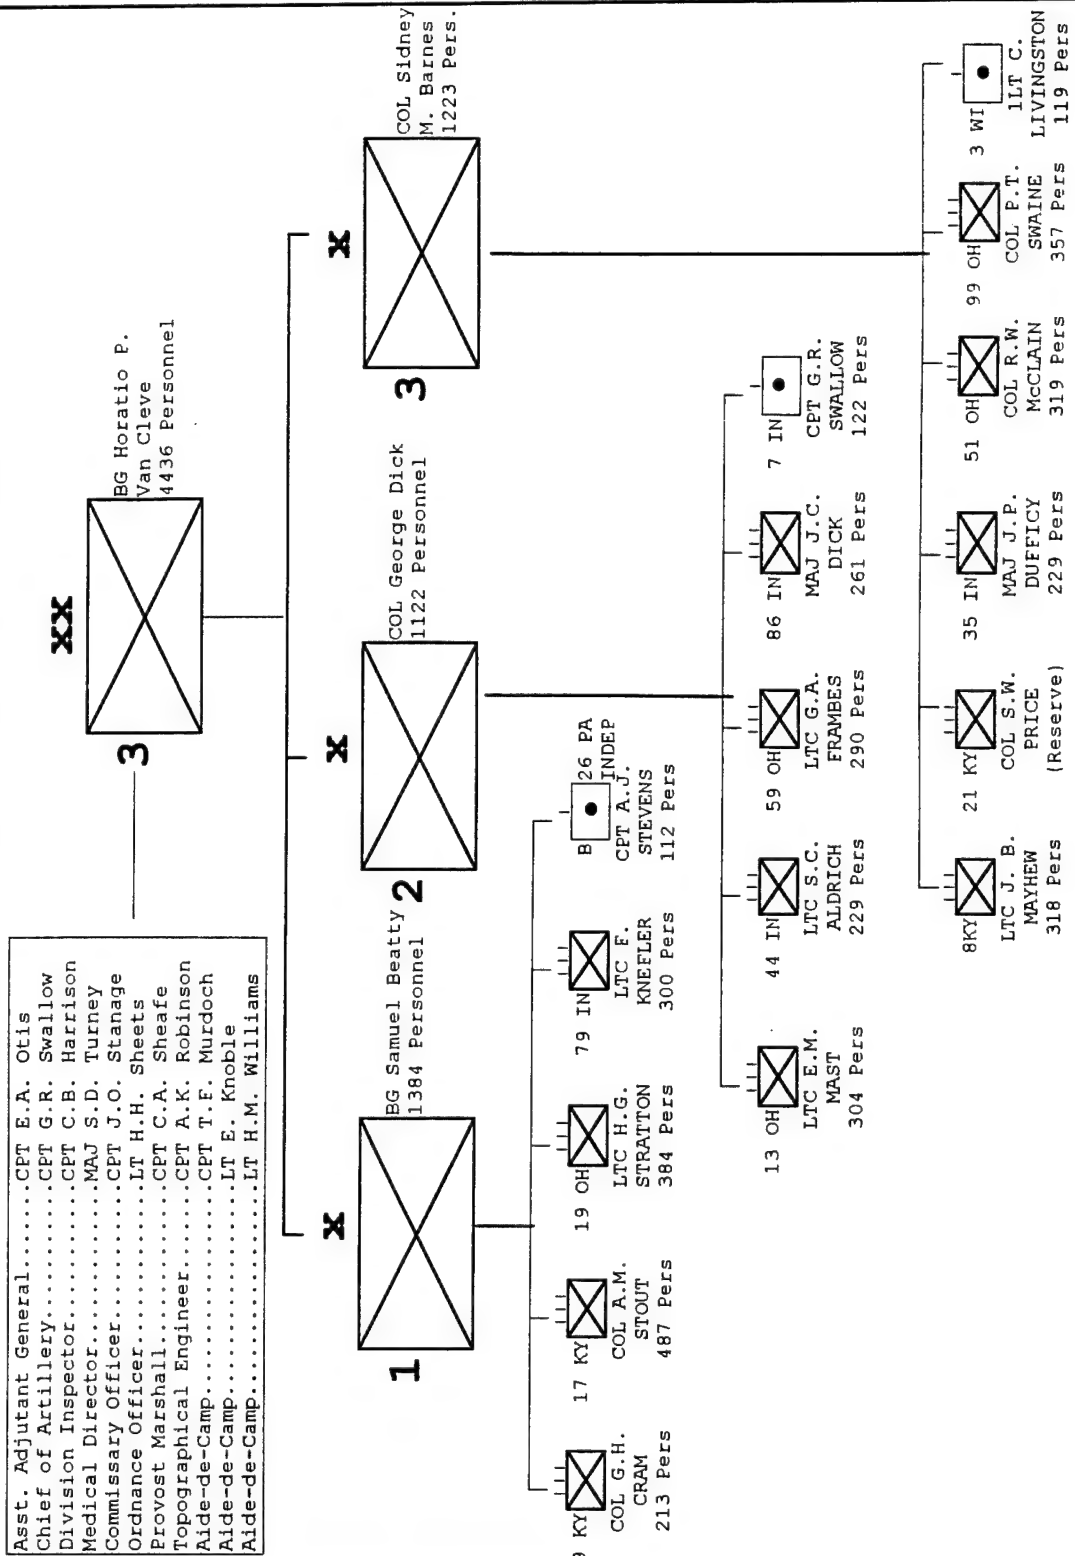 Asst. Adjutant General.......CPT E.A. Otis
Chief of Artillery...........CPT G.R. Swallow
Division Inspector...........CPT C.B. Harrison
Medical Director.............MAJ S.D. Turney
Commissary Officer...........CPT J.O. Stanage
Ordnance Officer.............LT H.H. Sheets
Provost Marshall.............CPT C.A. Sheafe
Topographical Engineer.......CPT A.K. Robinson
Aide-de-Camp.................CPT T.F. Murdoch
Aide-de-Camp.................LT E. Knoble
Aide-de-Camp.................LT H.M. Williams
XX
3
BG Horatio P.
Van Cleve
4436 Personnel
X
1
BG Samuel Beatty
1384 Personnel
X
2
COL George Dick
1122 Personnel
X
3
COL Sidney
M. Barnes
1223 Pers.
9 KY
COL G.H.
CRAM
213 Pers
17 KY
COL A.M.
STOUT
487 Pers
19 OH
LTC H.G.
STRATTON
384 Pers
79 IN
LTC F.
KNEFLER
300 Pers
B
26 PA
INDEP
CPT A.J.
STEVENS
112 Pers
13 OH
LTC E.M.
MAST
304 Pers
44 IN
LTC S.C.
ALDRICH
229 Pers
59 OH
LTC G.A.
FRAMBES
290 Pers
86 IN
MAJ J.C.
DICK
261 Pers
7 IN
CPT G.R.
SWALLOW
122 Pers
8KY
LTC J. B.
MAYHEW
318 Pers
21 KY
COL S.W.
PRICE
(Reserve)
35 IN
MAJ J.P.
DUFFICY
229 Pers
51 OH
COL R.W.
McCLAIN
319 Pers
99 OH
COL P.T.
SWAINE
357 Pers
3 WI
1LT C.
LIVINGSTON
119 Pers